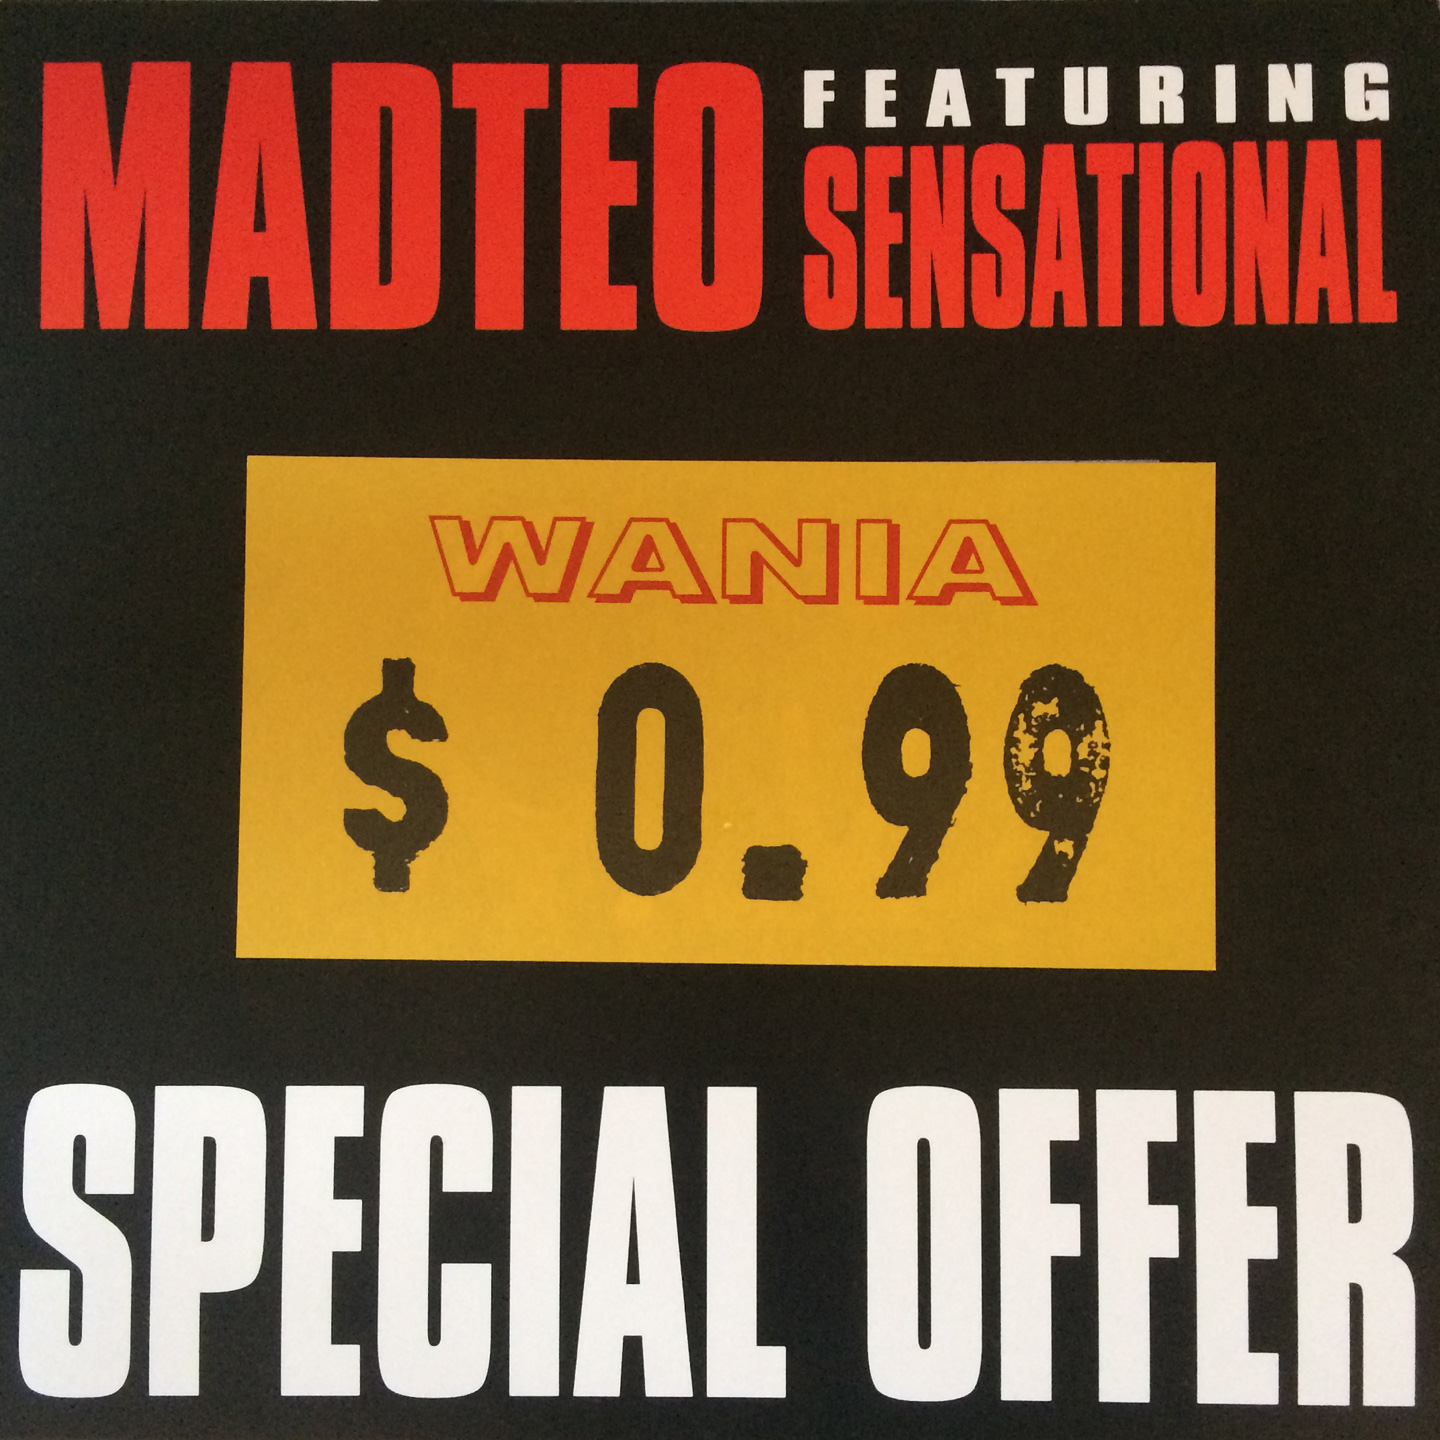 MADTEO
FEATURING
SENSATIONAL
WANIA
$ 0.99
SPECIAL OFFER